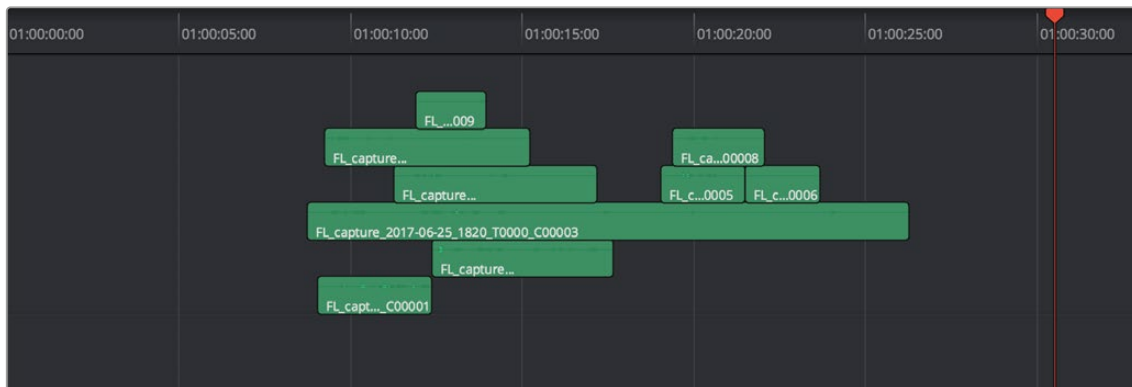 01:00:00:00 01:00:05:00 01:00:10:00 01:00:15:00 01:00:20:00 01:00:25:00 01:00:30:00
FL_...009
FL_capture... FL_ca...00008
FL_capture... FL_c...0005 FL_c...0006
FL_capture_2017-06-25_1820_T0000_C00003
FL_capture...
FL_capt..._C00001